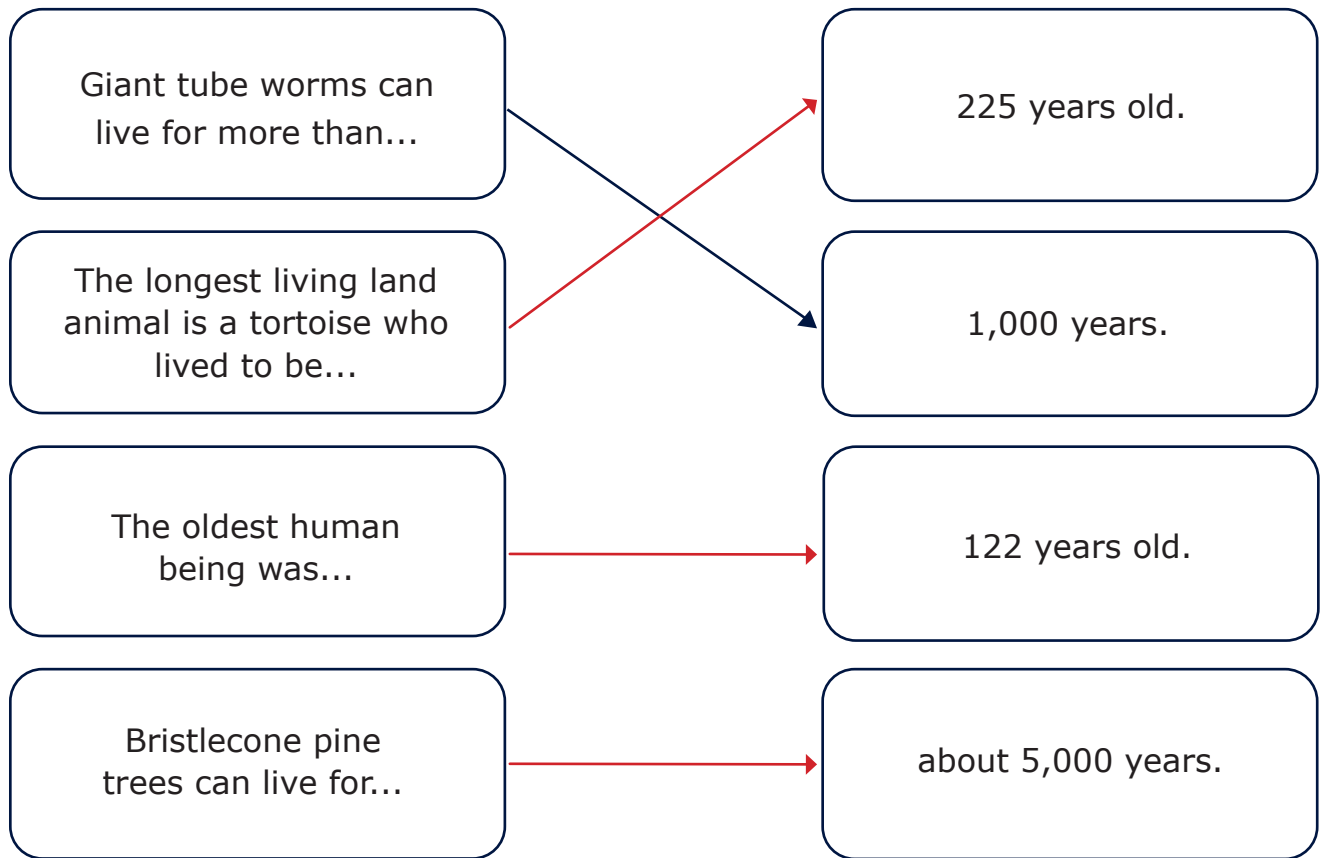 Giant tube worms can
live for more than...
225 years old.
The longest living land
animal is a tortoise who
lived to be...
1,000 years.
The oldest human
being was...
122 years old.
Bristlecone pine
trees can live for...
about 5,000 years.